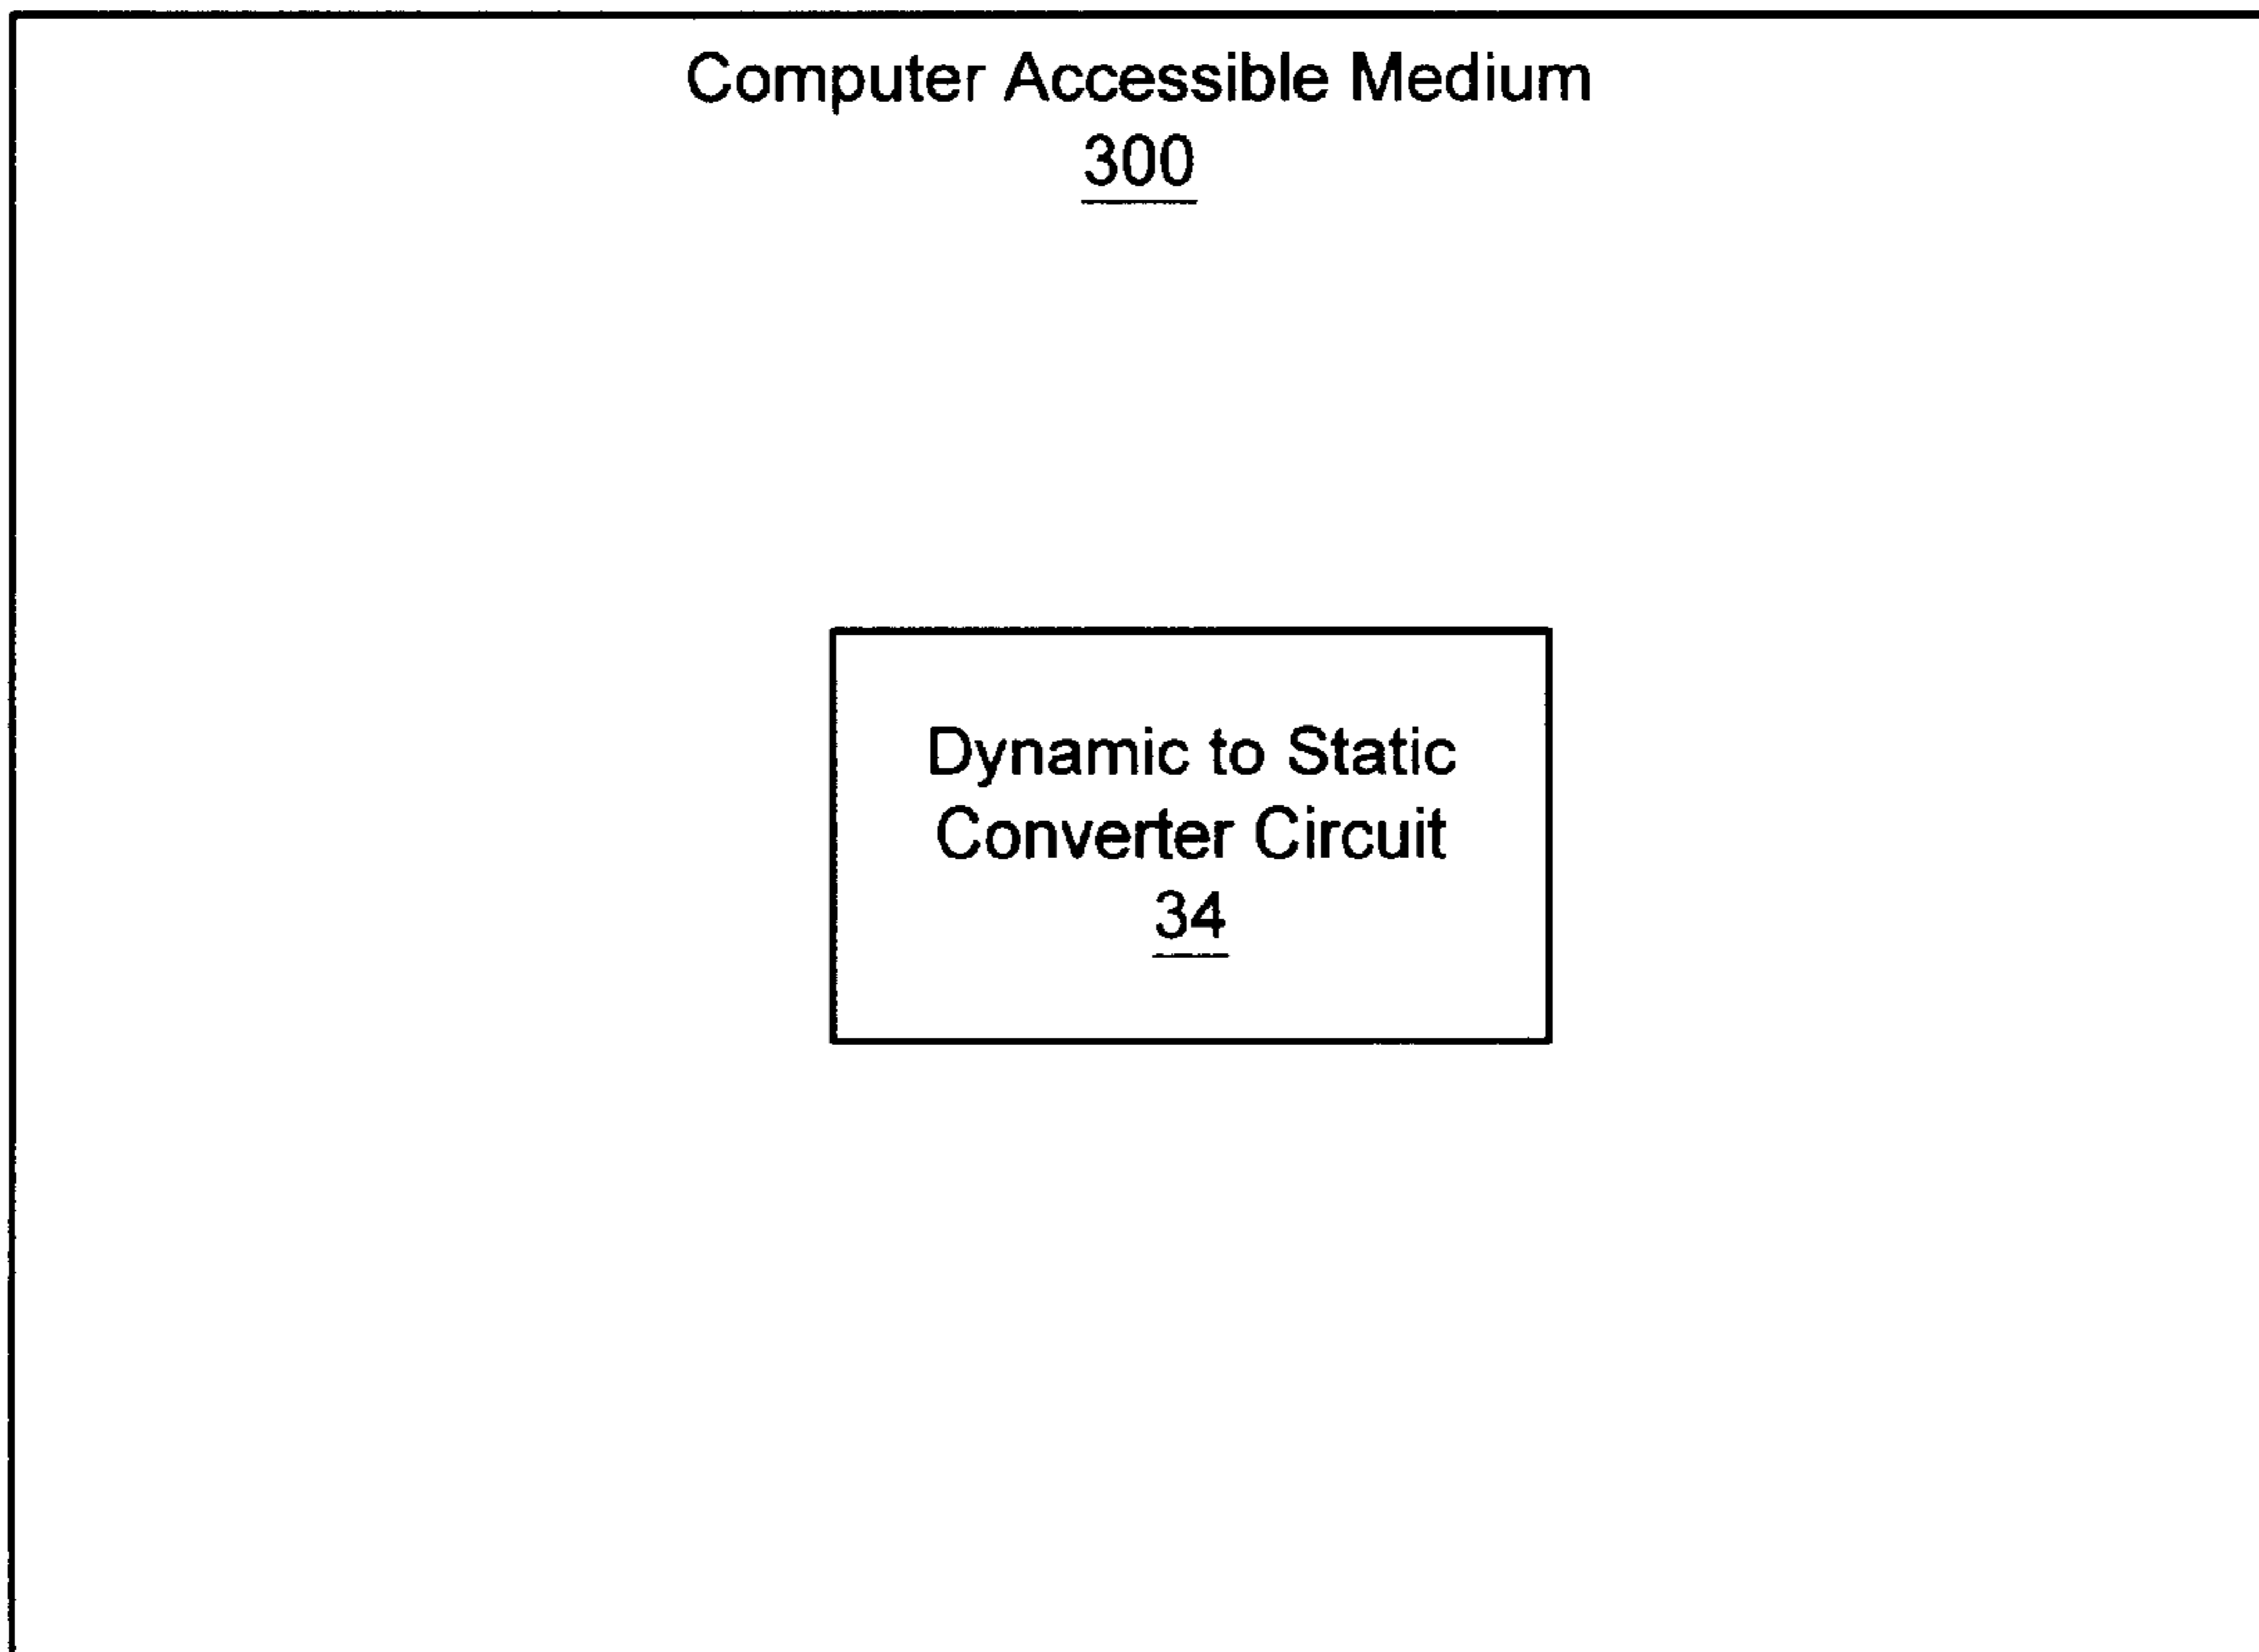 Computer Accessible Medium
300
Dynamic to Static
Converter Circuit
34